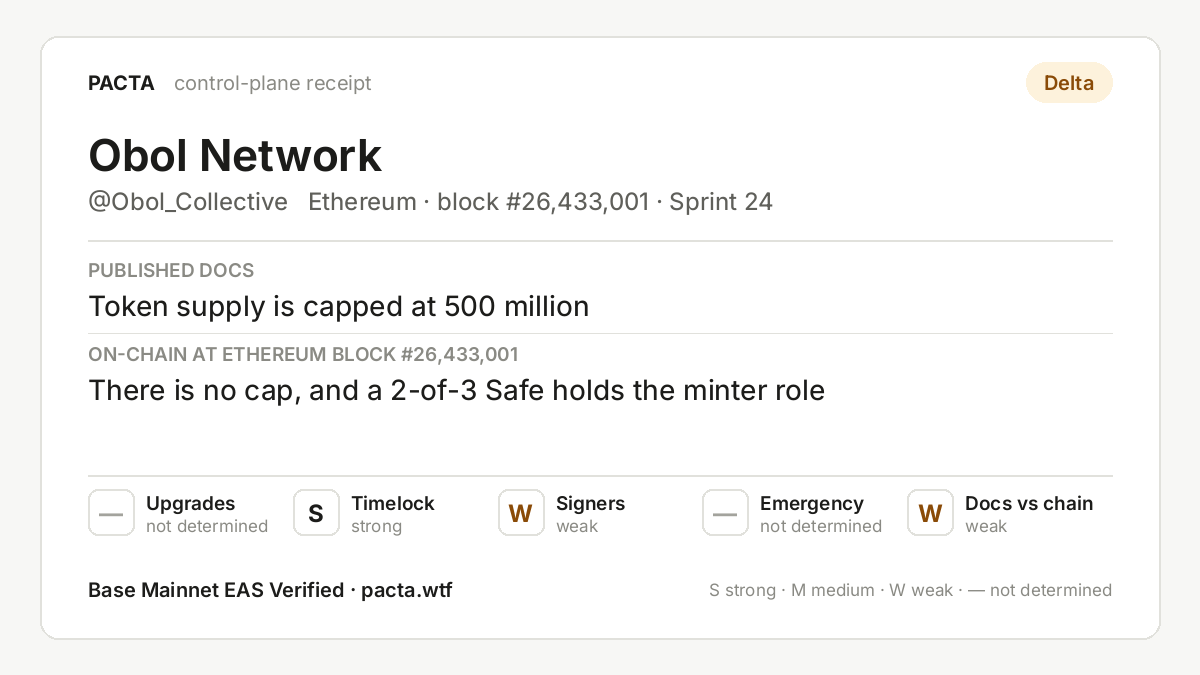 PACTA control-plane receipt Delta
Obol Network
@Obol_Collective Ethereum · block #26,433,001 · Sprint 24
PUBLISHED DOCS
Token supply is capped at 500 million
ON-CHAIN AT ETHEREUM BLOCK #26,433,001
There is no cap, and a 2-of-3 Safe holds the minter role
— Upgrades not determined
S Timelock strong
W Signers weak
— Emergency not determined
W Docs vs chain weak
Base Mainnet EAS Verified · pacta.wtf
S strong · M medium · W weak · — not determined